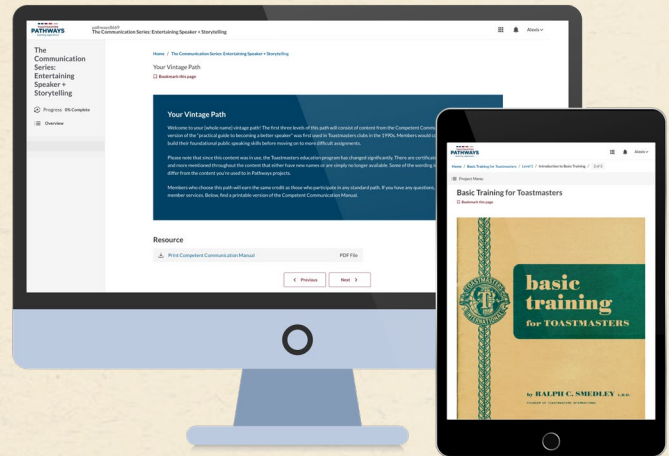 TOASTMASTERS
PATHWAYS
learning experience
pathways8669
The Communication Series: Entertaining Speaker + Storytelling
Alexis
The
Communication
Series:
Entertaining
Speaker +
Storytelling
Progress 0% Complete
Overview
Home / The Communication Series: Entertaining Speaker + Storytelling
Your Vintage Path
Bookmark this page
Your Vintage Path
Welcome to your [whole name] vintage path! The first three levels of this path will consist of content from the Competent Commu
version of the "practical guide to becoming a better speaker" was first used in Toastmasters clubs in the 1990s. Members would
build their foundational public speaking skills before moving on to more difficult assignments.
Please note that since this content was in use, the Toastmasters education program has changed significantly. There are certificate
and more mentioned throughout the content that either have new names or are simply no longer available. Some of the wording
differ from the content you're used to in Pathways projects.
Members who choose this path will earn the same credit as those who participate in any standard path. If you have any questions,
member services. Below, find a printable version of the Competent Communication Manual.
Resource
Print Competent Communication Manual PDF File
Previous Next
PATHWAYS
Alexis
Home / Basic Training for Toastmasters / Level 1 / Introduction to Basic Training /
Project Menu
Basic Training for Toastmasters
Bookmark this page
TOASTMASTERS
INTERNATIONAL
basic
training
for TOASTMASTERS
by RALPH C. SMEDLEY
FOUNDER OF TOASTMASTERS INTERNATIONAL